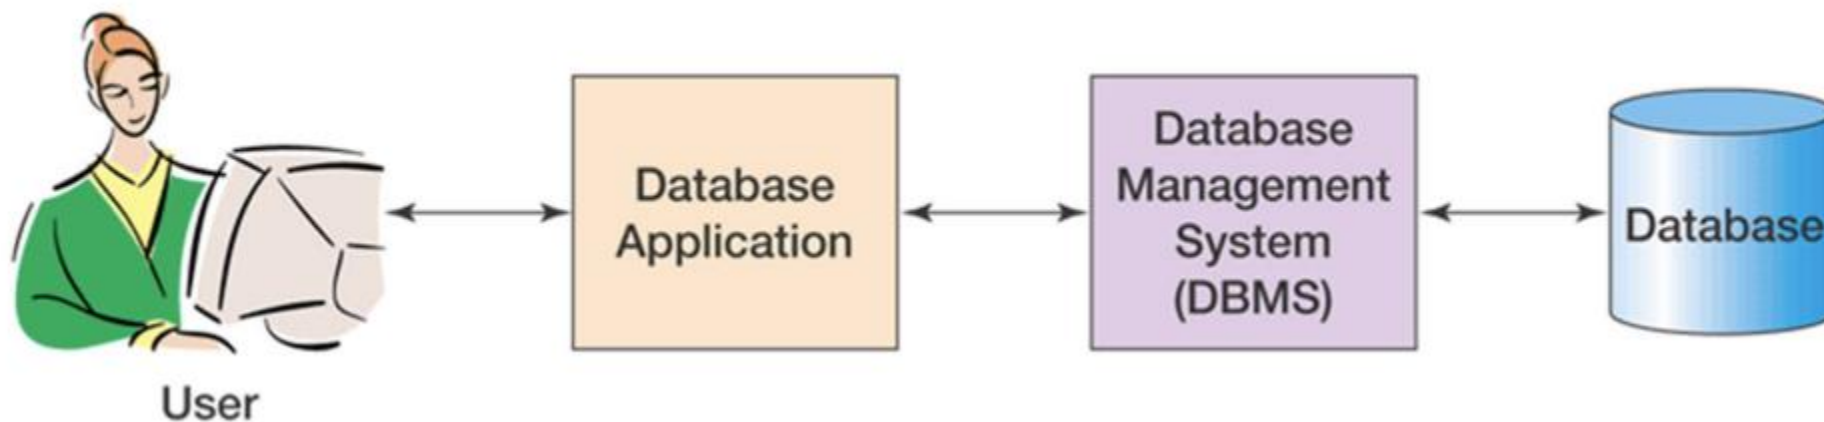 User
Database
Application
Database
Management
System
(DBMS)
Database